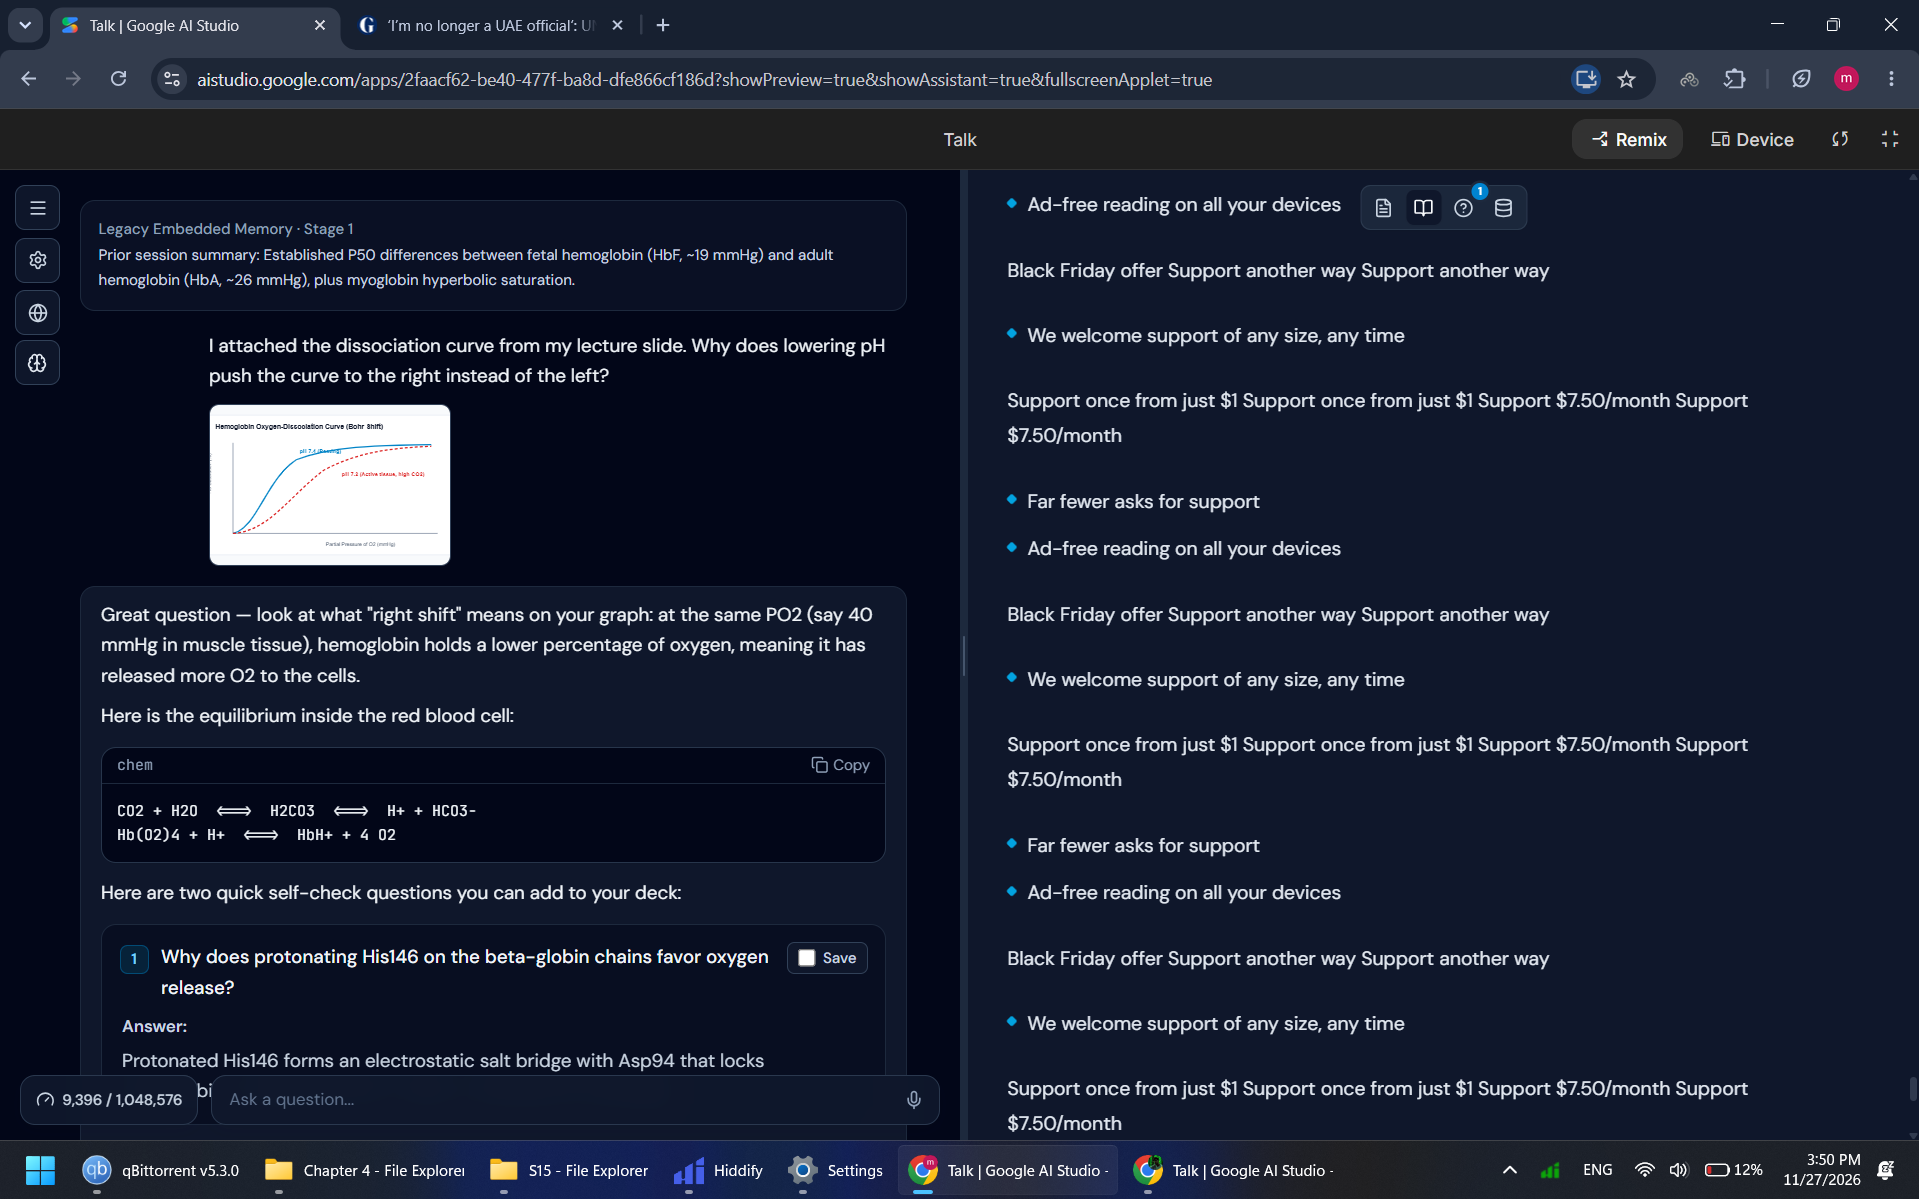 Talk | Google AI Studio
'I'm no longer a UAE official': U
aistudio.google.com/apps/2faacf62-be40-477f-ba8d-dfe866cf186d?showPreview=true&showAssistant=true&fullscreenApplet=true
m
Talk
Remix
Device
Legacy Embedded Memory · Stage 1
Prior session summary: Established P50 differences between fetal hemoglobin (HbF, ~19 mmHg) and adult
hemoglobin (HbA, ~26 mmHg), plus myoglobin hyperbolic saturation.
I attached the dissociation curve from my lecture slide. Why does lowering pH
push the curve to the right instead of the left?
Hemoglobin Oxygen-Dissociation Curve (Bohr Shift)
pH 7.4 (Resting)
pH 7.2 (Active tissue, high CO2)
Partial Pressure of O2 (mmHg)
Great question — look at what "right shift" means on your graph: at the same PO2 (say 40
mmHg in muscle tissue), hemoglobin holds a lower percentage of oxygen, meaning it has
released more O2 to the cells.
Here is the equilibrium inside the red blood cell:
chem
Copy
CO2 + H2O ⟺ H2CO3 ⟺ H+ + HCO3-
Hb(O2)4 + H+ ⟺ HbH+ + 4 O2
Here are two quick self-check questions you can add to your deck:
1
Why does protonating His146 on the beta-globin chains favor oxygen
release?
Save
Answer:
Protonated His146 forms an electrostatic salt bridge with Asp94 that locks
bi
9,396 / 1,048,576
Ask a question...
1
Ad-free reading on all your devices
Black Friday offer Support another way Support another way
We welcome support of any size, any time
Support once from just $1 Support once from just $1 Support $7.50/month Support
$7.50/month
Far fewer asks for support
Ad-free reading on all your devices
Black Friday offer Support another way Support another way
We welcome support of any size, any time
Support once from just $1 Support once from just $1 Support $7.50/month Support
$7.50/month
Far fewer asks for support
Ad-free reading on all your devices
Black Friday offer Support another way Support another way
We welcome support of any size, any time
Support once from just $1 Support once from just $1 Support $7.50/month Support
$7.50/month
qb
qBittorrent v5.3.0
Chapter 4 - File Explorer
S15 - File Explorer
Hiddify
Settings
m
Talk | Google AI Studio -
Talk | Google AI Studio -
ENG
12%
3:50 PM
11/27/2026